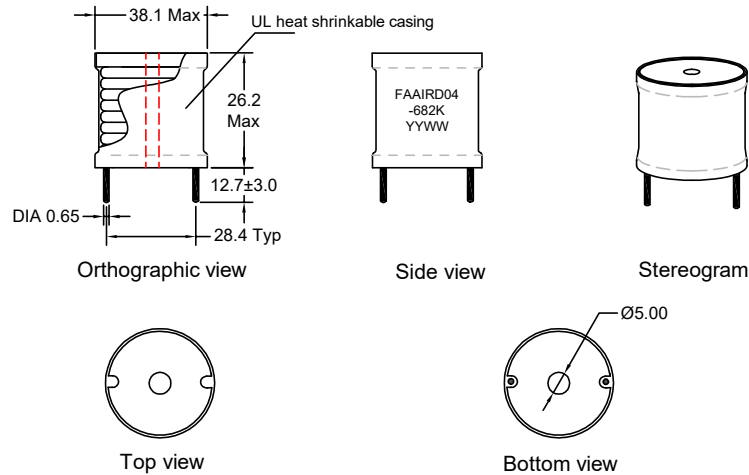 38.1 Max
UL heat shrinkable casing
26.2
Max
12.7±3.0
DIA 0.65
28.4 Typ
Orthographic view
FAAIRD04
-682K
YYWW
Side view
Stereogram
Top view
Ø5.00
Bottom view